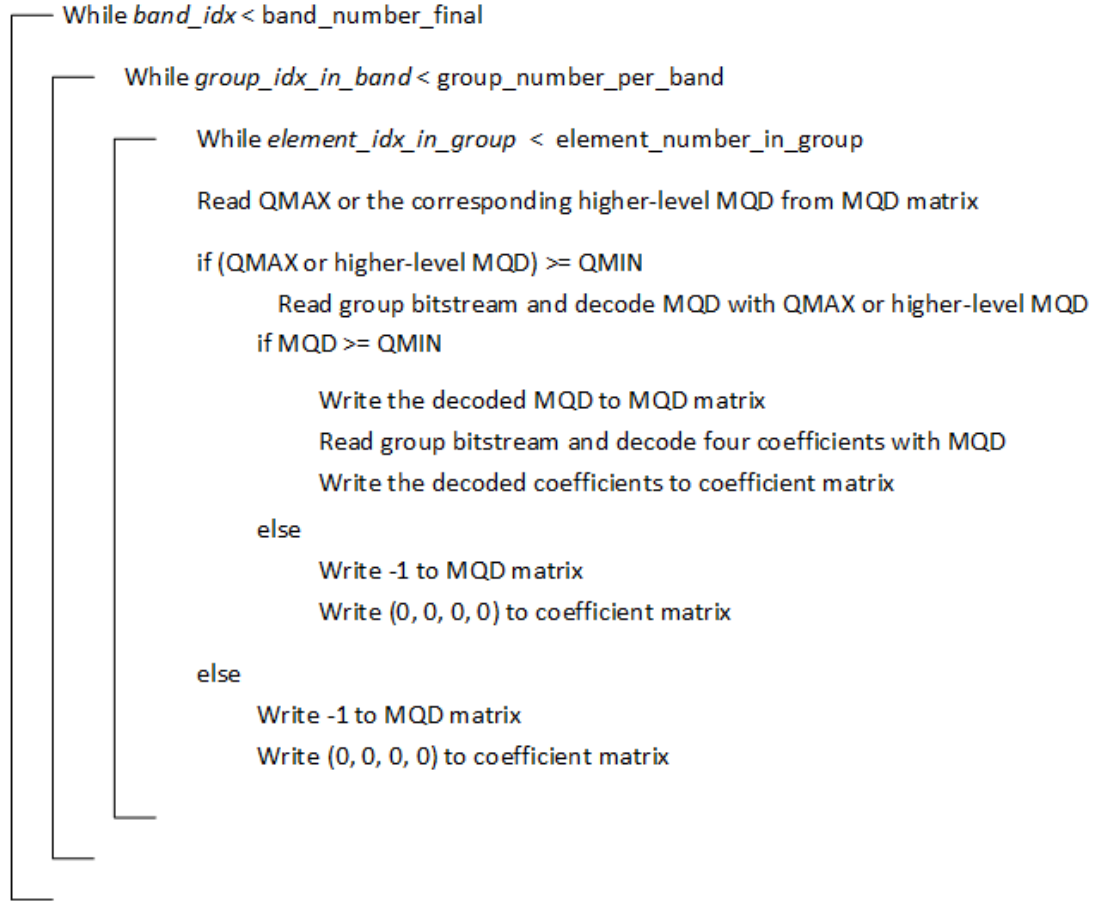 While band_idx < band_number_final
While group_idx_in_band < group_number_per_band
While element_idx_in_group < element_number_in_group
Read QMAX or the corresponding higher-level MQD from MQD matrix
if (QMAX or higher-level MQD) >= QMIN
Read group bitstream and decode MQD with QMAX or higher-level MQD
if MQD >= QMIN
Write the decoded MQD to MQD matrix
Read group bitstream and decode four coefficients with MQD
Write the decoded coefficients to coefficient matrix
else
Write -1 to MQD matrix
Write (0, 0, 0, 0) to coefficient matrix
else
Write -1 to MQD matrix
Write (0, 0, 0, 0) to coefficient matrix